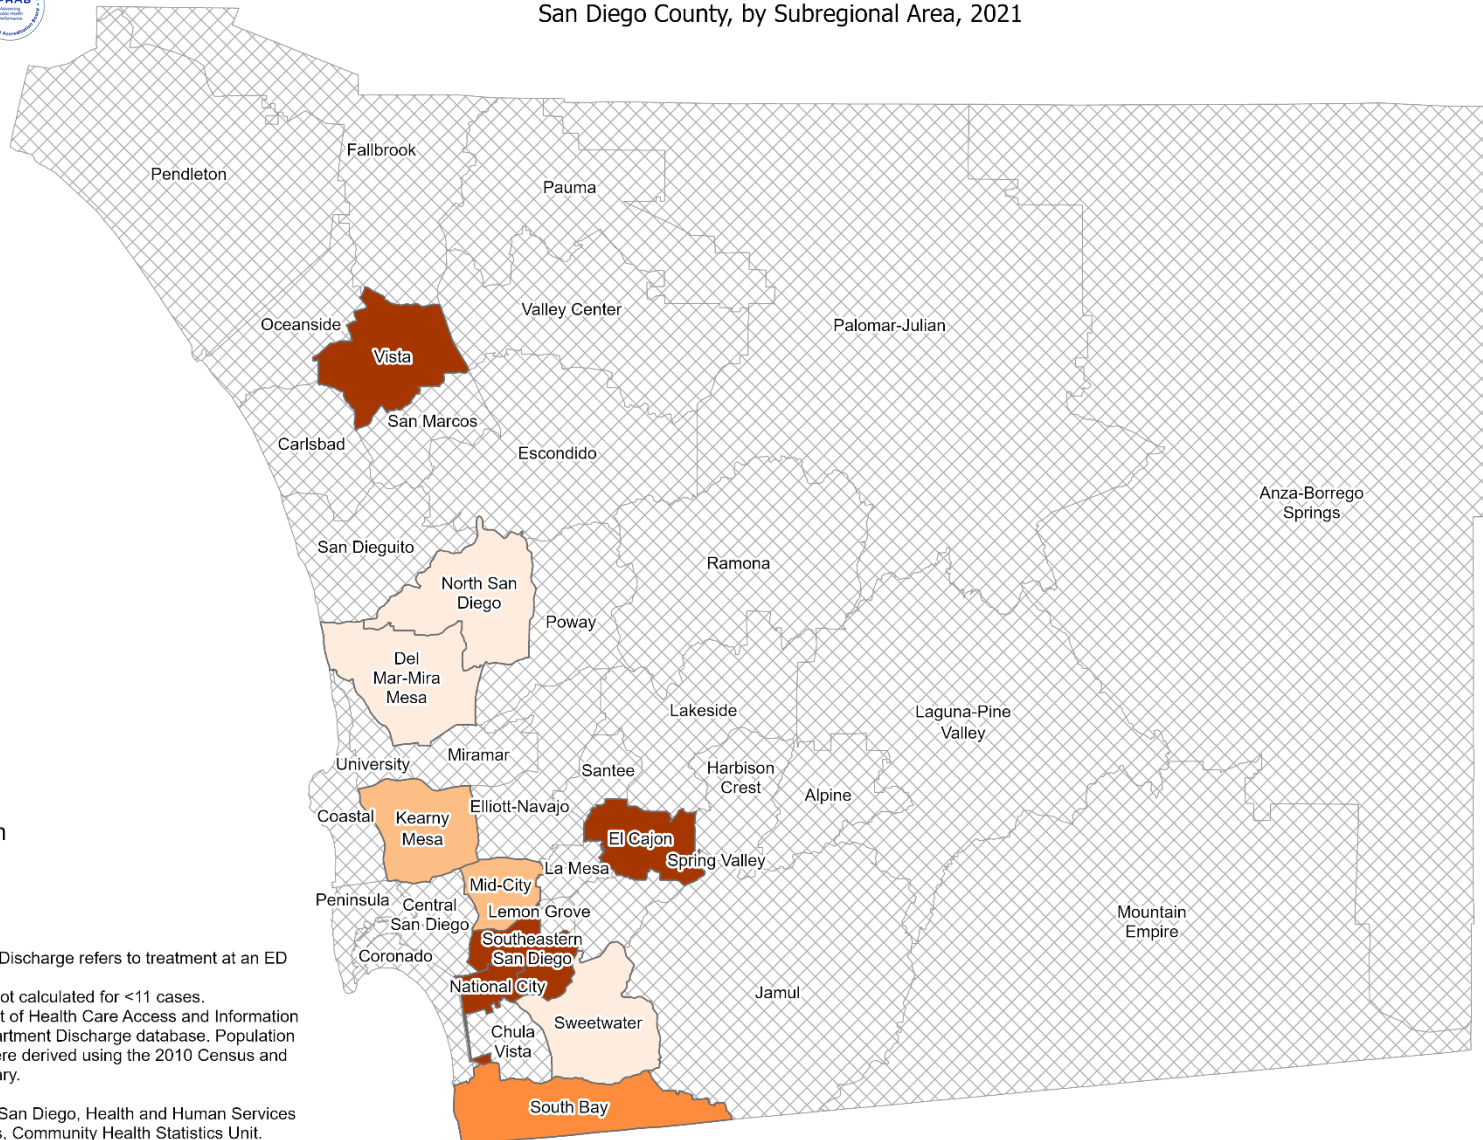 PHAB
Advancing
Public Health
Performance
San Diego County, by Subregional Area, 2021
Fallbrook
Pendleton
Pauma
Valley Center
Oceanside
Palomar-Julian
Vista
San Marcos
Carlsbad
Escondido
Anza-Borrego
Springs
San Dieguito
Ramona
North San
Diego
Poway
Del
Mar-Mira
Mesa
Lakeside
Laguna-Pine
Valley
Miramar
University
Santee
Harbison
Crest
Alpine
Elliott-Navajo
Coastal
Kearny
Mesa
El Cajon
Spring Valley
La Mesa
Mid-City
Peninsula
Central
San Diego
Lemon Grove
Mountain
Empire
Southeastern
San Diego
Coronado
National City
Jamul
Sweetwater
Chula
Vista
South Bay
n
Discharge refers to treatment at an ED
ot calculated for <11 cases.
t of Health Care Access and Information
artment Discharge database. Population
ere derived using the 2010 Census and
ary.
San Diego, Health and Human Services
s, Community Health Statistics Unit.